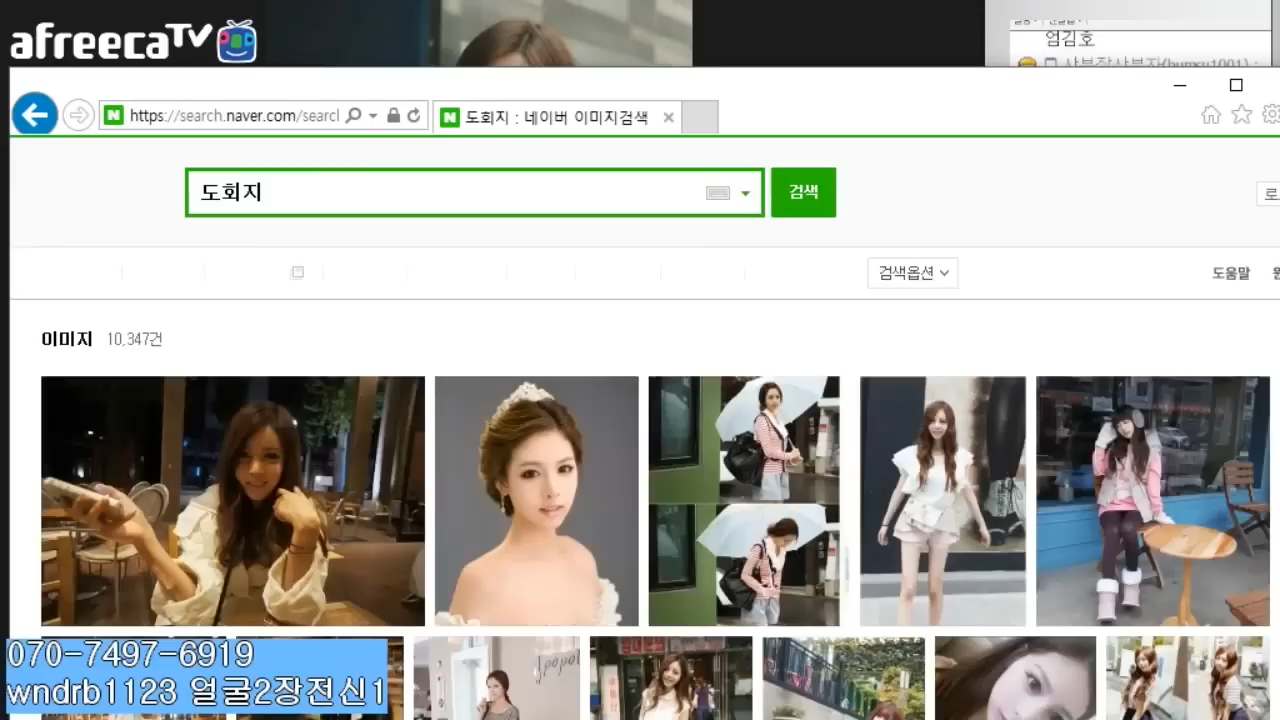 afreecaTV
엄김호
https://search.naver.com/searcl
도회지 : 네이버 이미지검색
도회지
검색
로
검색옵션
도움말
이미지 10,347건
070-7497-6919
wndrb1123 얼굴2장전신1